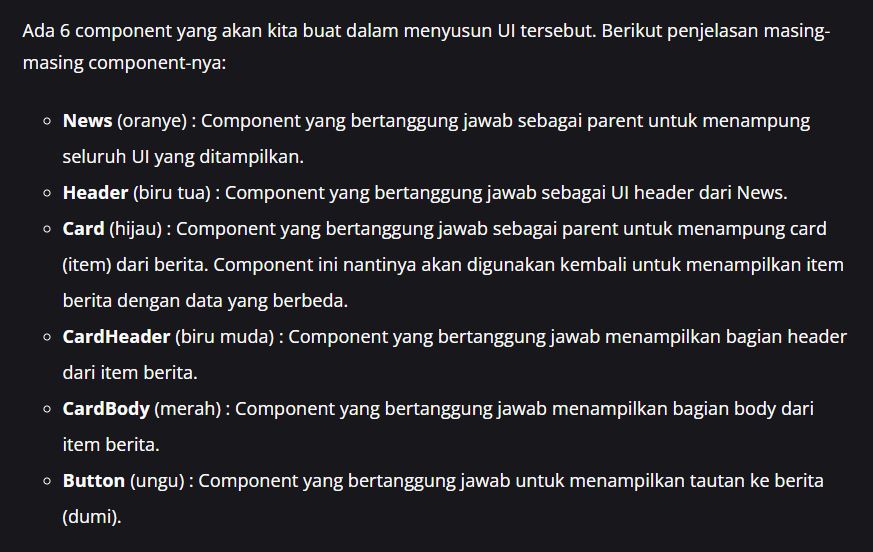 Ada 6 component yang akan kita buat dalam menyusun UI tersebut. Berikut penjelasan masing-
masing component-nya:
News (oranye) : Component yang bertanggung jawab sebagai parent untuk menampung
seluruh UI yang ditampilkan.
Header (biru tua) : Component yang bertanggung jawab sebagai UI header dari News.
Card (hijau) : Component yang bertanggung jawab sebagai parent untuk menampung card
(item) dari berita. Component ini nantinya akan digunakan kembali untuk menampilkan item
berita dengan data yang berbeda.
CardHeader (biru muda) : Component yang bertanggung jawab menampilkan bagian header
dari item berita.
CardBody (merah) : Component yang bertanggung jawab menampilkan bagian body dari
item berita.
Button (ungu) : Component yang bertanggung jawab untuk menampilkan tautan ke berita
(dumi).